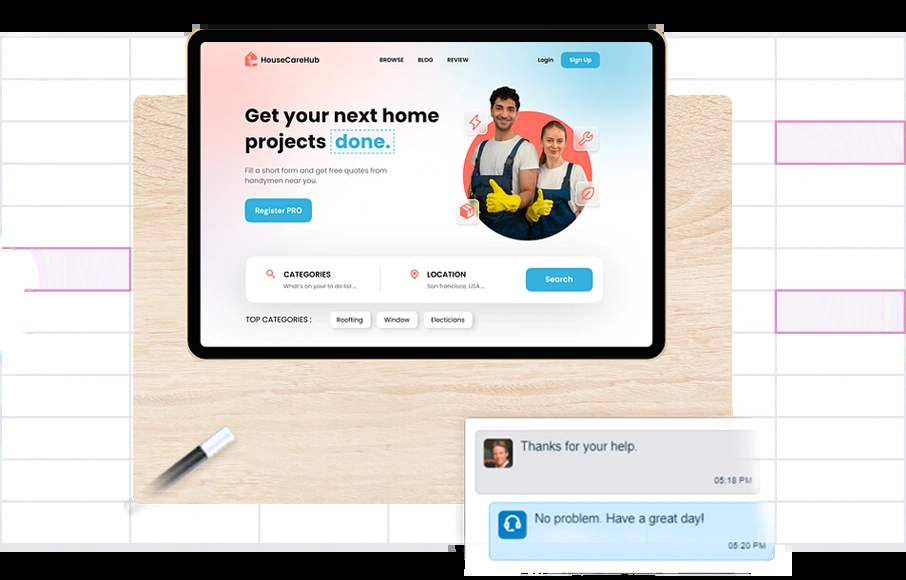 HouseCareHub
BROWSE BLOG REVIEW
Login Sign Up
Get your next home
projects done.
Fill a short form and get free quotes from
handymen near you.
Register PRO
CATEGORIES
What's on your to do list ...
LOCATION
San francisco, USA ...
Search
TOP CATEGORIES : Roofting Window Electicians
Thanks for your help.
05:18 PM
No problem. Have a great day!
05:20 PM